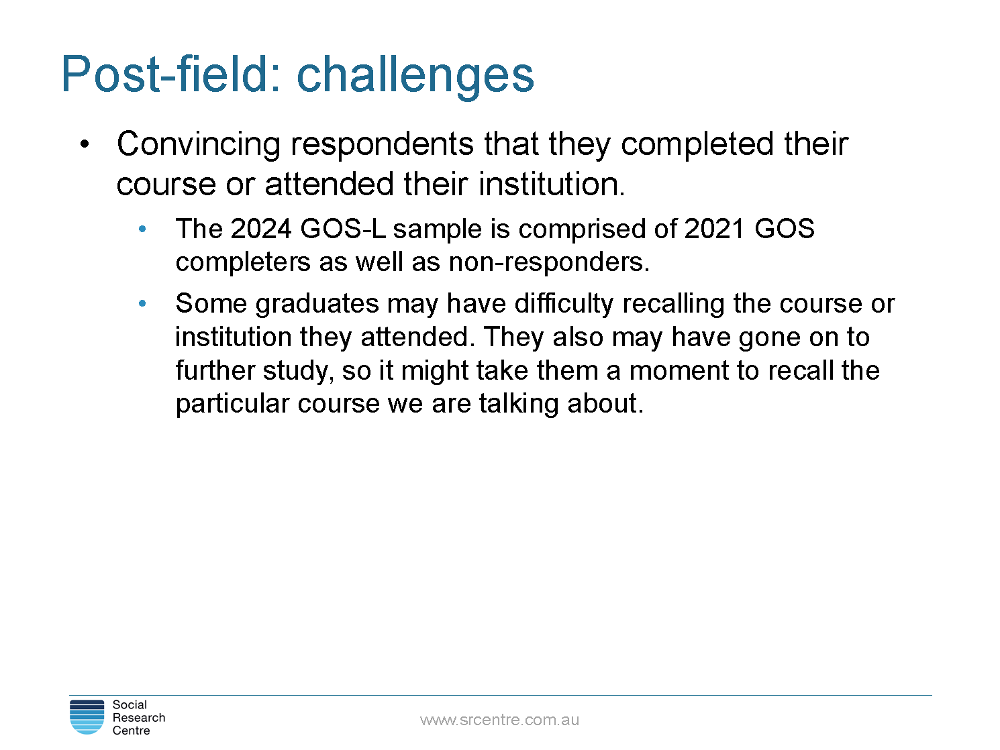 Post-field: challenges
• Convincing respondents that they completed their
course or attended their institution.
• The 2024 GOS-L sample is comprised of 2021 GOS
completers as well as non-responders.
• Some graduates may have difficulty recalling the course or
institution they attended. They also may have gone on to
further study, so it might take them a moment to recall the
particular course we are talking about.
Social
Research
Centre
www.srcentre.com.au